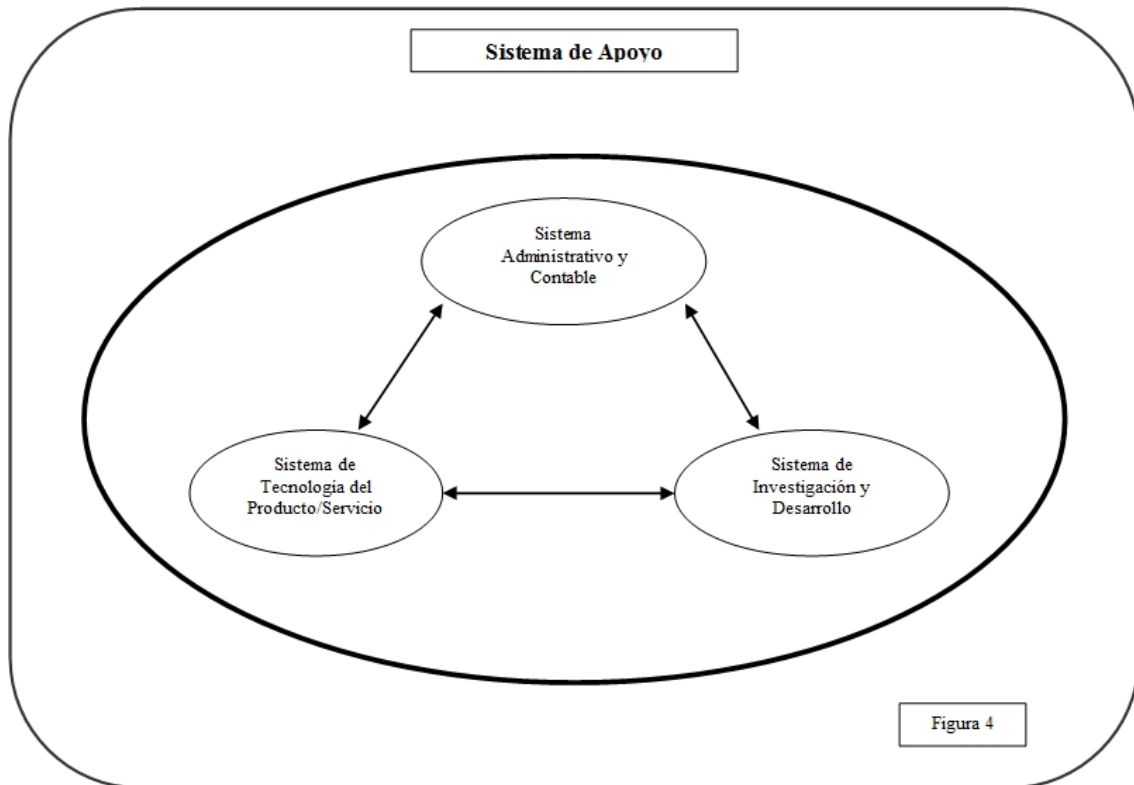 Sistema de Apoyo
Sistema
Administrativo y
Contable
Sistema de
Tecnología del
Producto/Servicio
Sistema de
Investigación y
Desarrollo
Figura 4